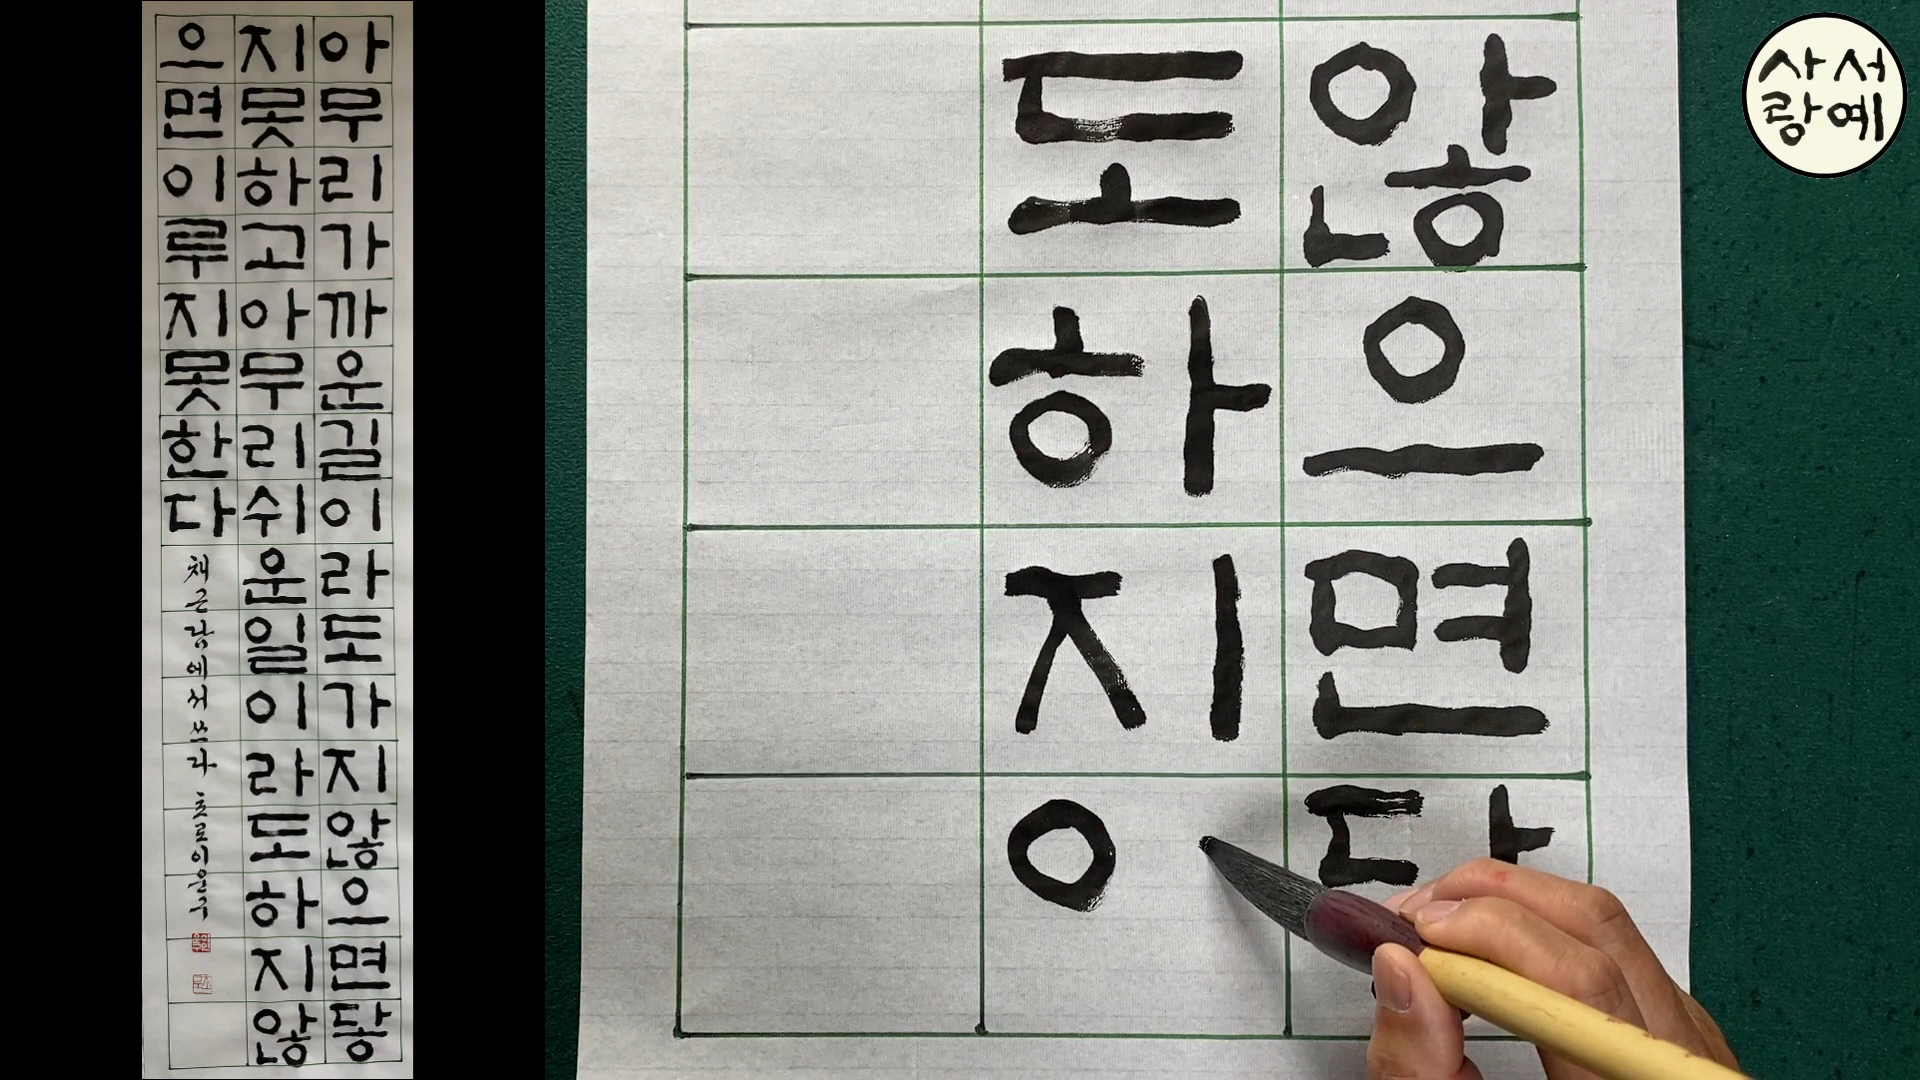 아무리가까운길이라도가지않으면닿
지못하고아무리쉬운일이라도하지않
으면이루지못한다
채근담에서쓰다
않으면
도하지
서예
사랑